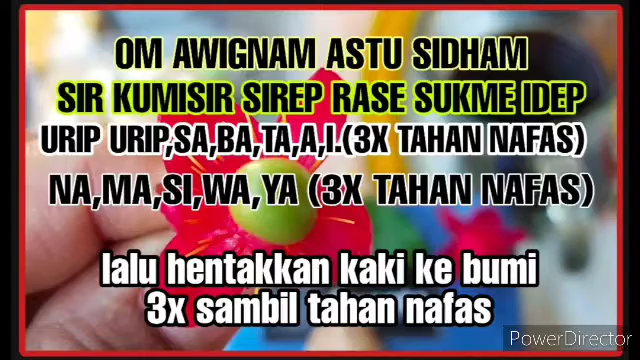 OM AWIGNAM ASTU SIDHAM
SIR KUMISIR SIREP RASE SUKME IDEP
URIP URIP,SA,BA,TA,A,I.(3X TAHAN NAFAS)
NA,MA,SI,WA,YA (3X TAHAN NAFAS)
lalu hentakkan kaki ke bumi
3x sambil tahan nafas
PowerDirector